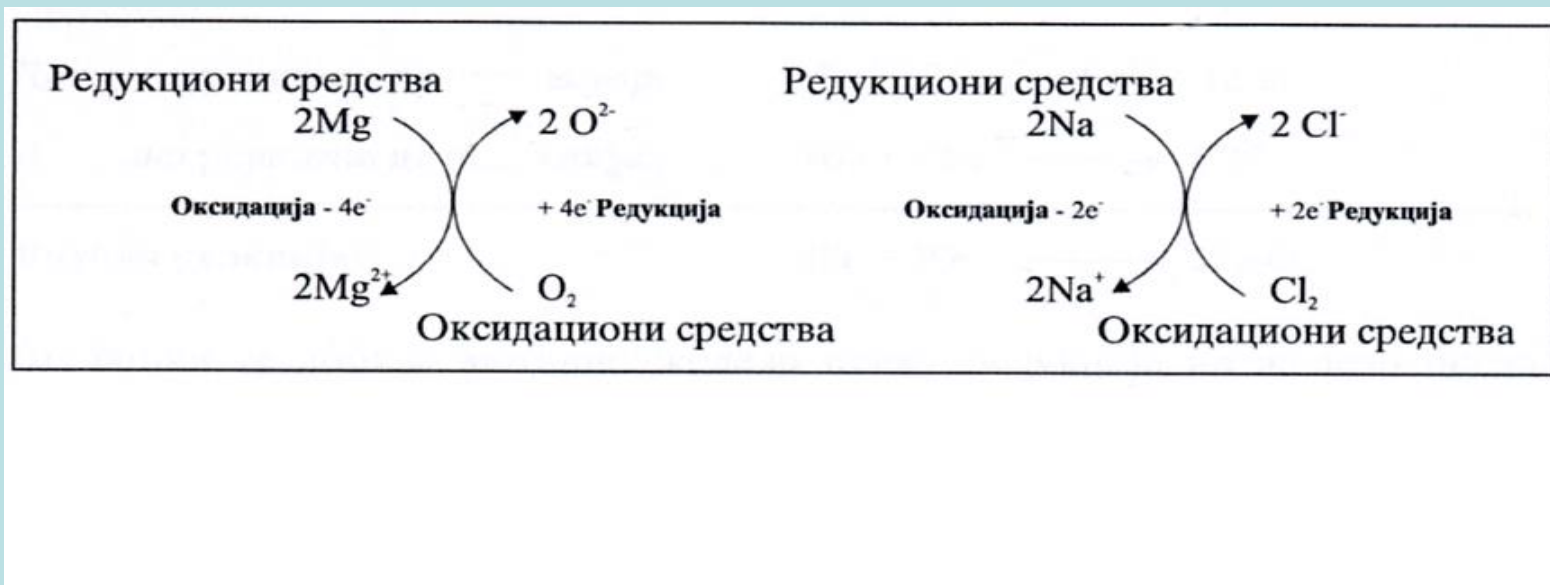 Редукциони средства
2Mg 2 O²⁻
Оксидација - 4e⁻ + 4e⁻ Редукција
2Mg²⁺ O₂
Оксидациони средства
Редукциони средства
2Na 2 Cl⁻
Оксидација - 2e⁻ + 2e⁻ Редукција
2Na⁺ Cl₂
Оксидациони средства